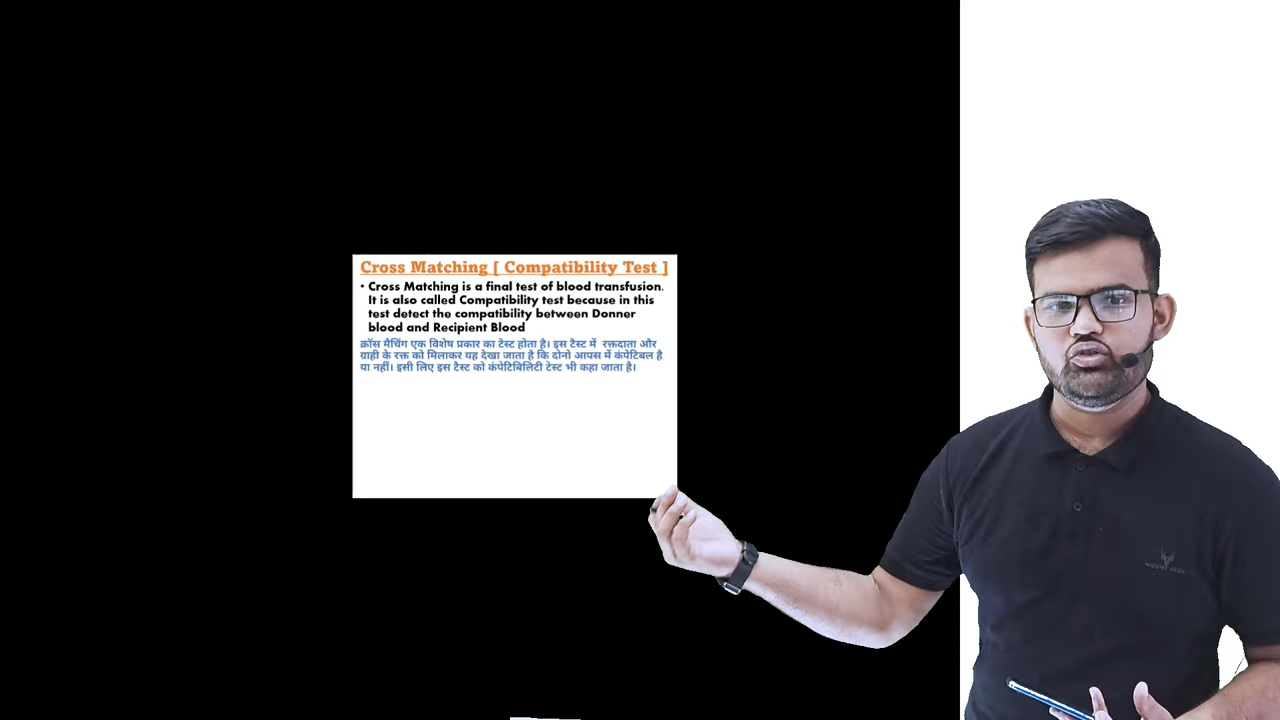 Cross Matching [ Compatibility Test ]
• Cross Matching is a final test of blood transfusion.
It is also called Compatibility test because in this
test detect the compatibility between Donner
blood and Recipient Blood
क्रॉस मैचिंग एक विशेष प्रकार का टेस्ट होता है। इस टैस्ट में रक्तदाता और
ग्राही के रक्त को मिलाकर यह देखा जाता है कि दोनो आपस में कंपेटिबल है
या नहीं। इसी लिए इस टैस्ट को कंपेटिबिलिटी टेस्ट भी कहा जाता है।